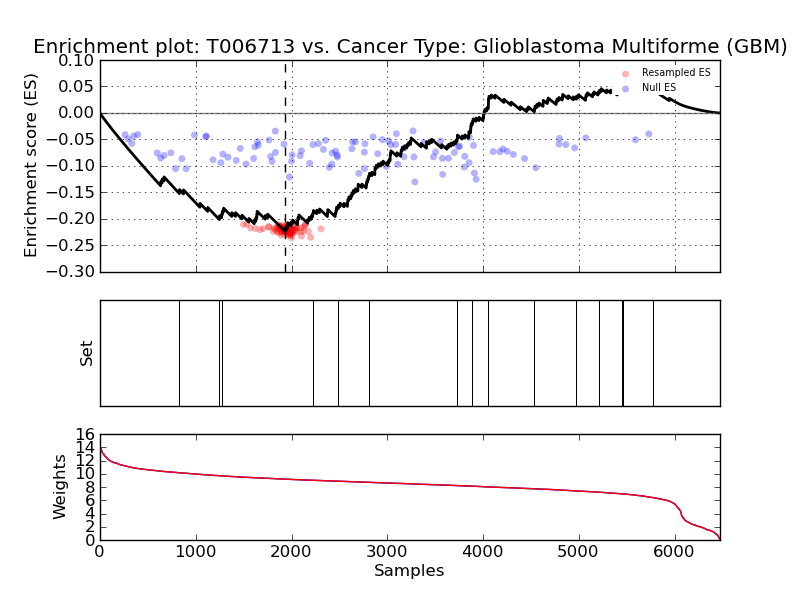 Enrichment plot: T006713 vs. Cancer Type: Glioblastoma Multiforme (GBM)
Enrichment score (ES)
0.10
0.05
0.00
−0.05
−0.10
−0.15
−0.20
−0.25
−0.30
Resampled ES
Null ES
Set
Weights
16
14
12
10
8
6
4
2
0
0 1000 2000 3000 4000 5000 6000
Samples